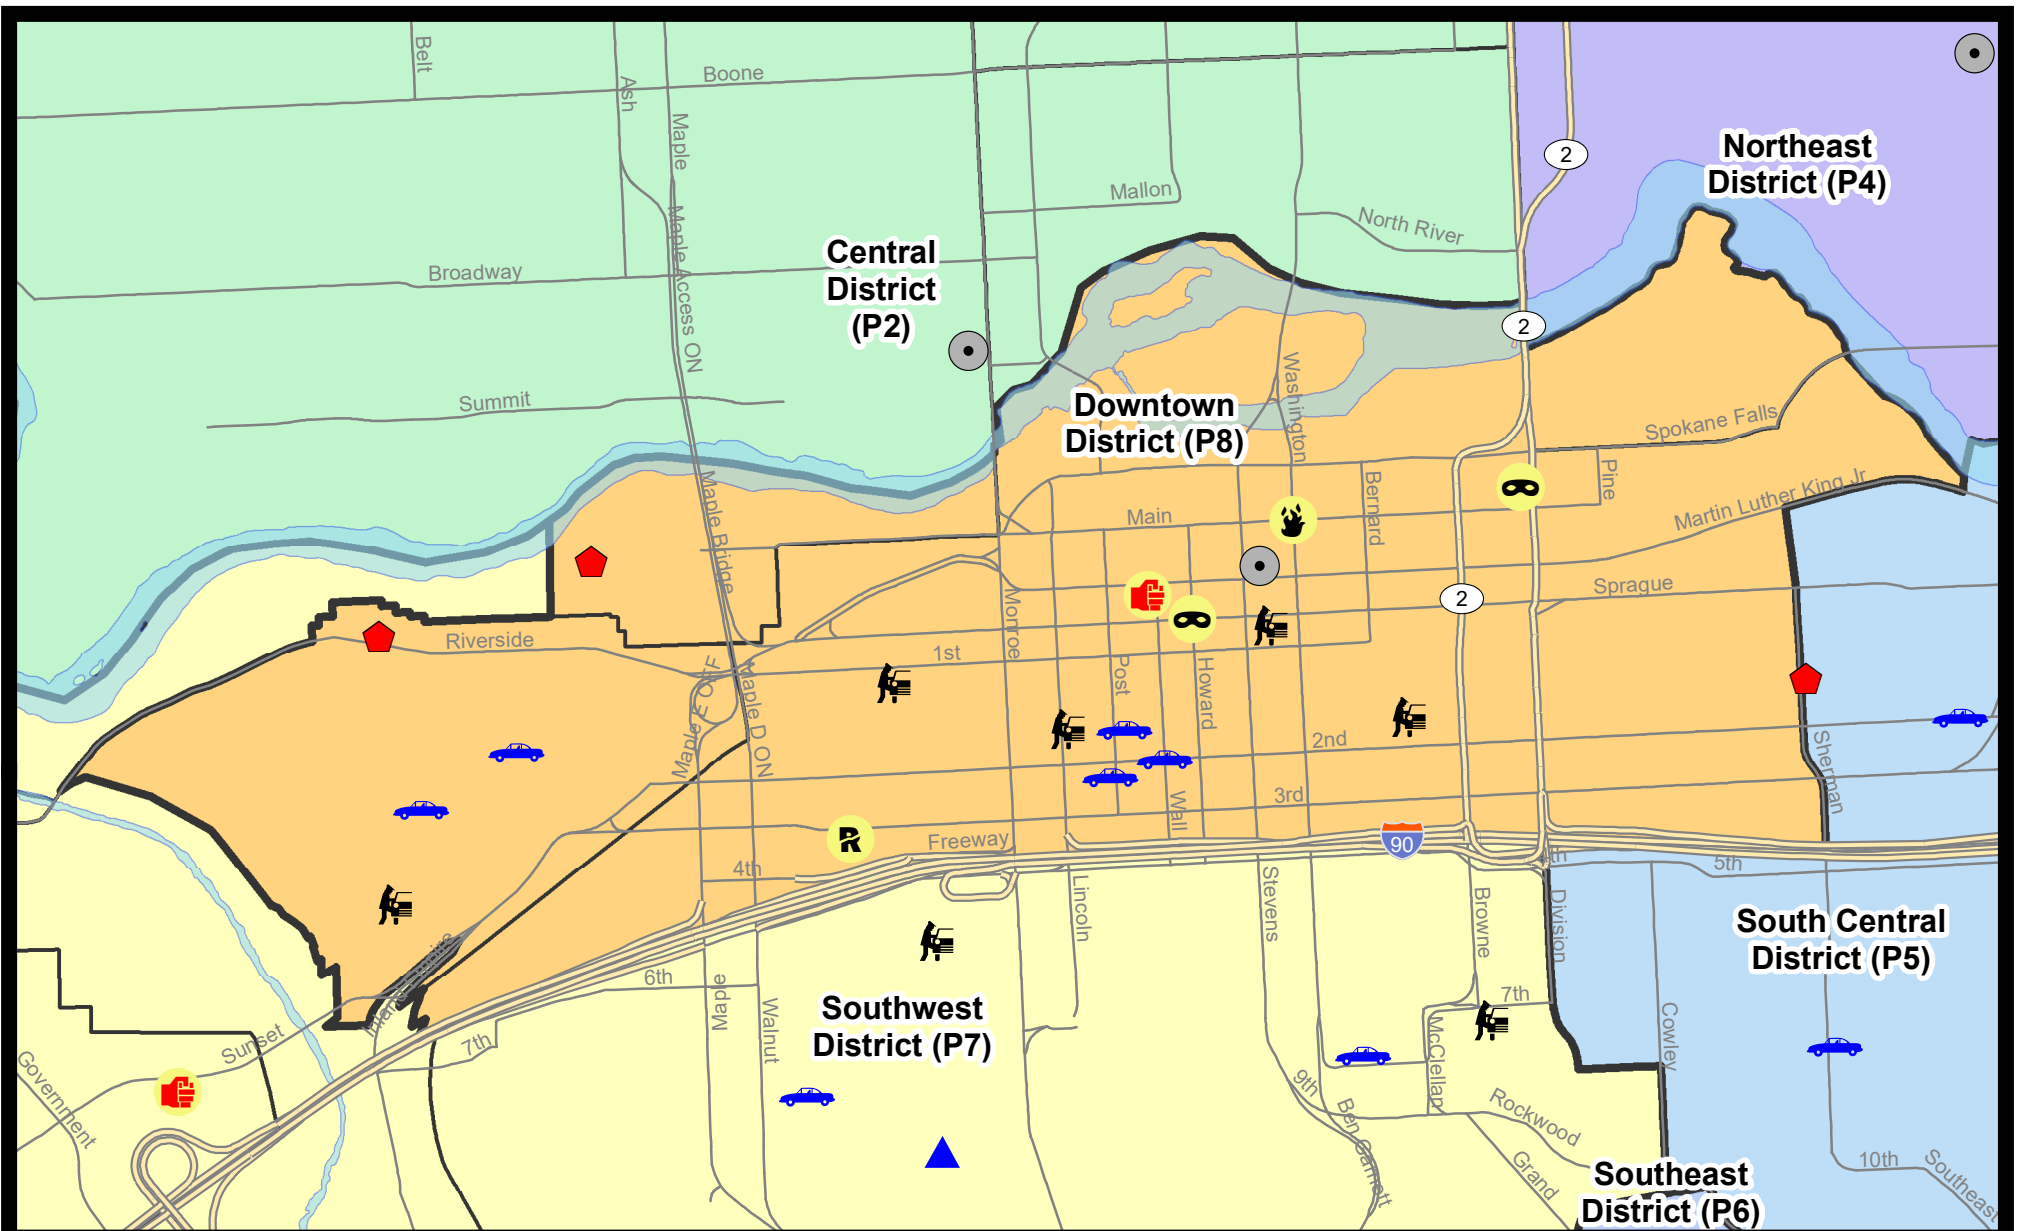 Belt
Ash
Maple
Boone
2
Northeast
District (P4)
Mallon
North River
Maple Access ON
Central
District
(P2)
Broadway
2
Washington
Summit
Downtown
District (P8)
Spokane Falls
Pine
Bernard
Martin Luther King Jr
Maple Bridge
Main
2
Sprague
Monroe
Riverside
1st
Post
Howard
Maple E OFF
Maple D ON
2nd
Sherman
3rd
Wall
R
Freeway
90
4th
4th
5th
Lincoln
Stevens
Browne
Division
South Central
District (P5)
6th
Maple
Walnut
7th
Southwest
District (P7)
Sunset
7th
McClellan
Cowley
Government
9th
Ben Garnett
Rockwood
Grand
10th
Southeast
Southeast
District (P6)